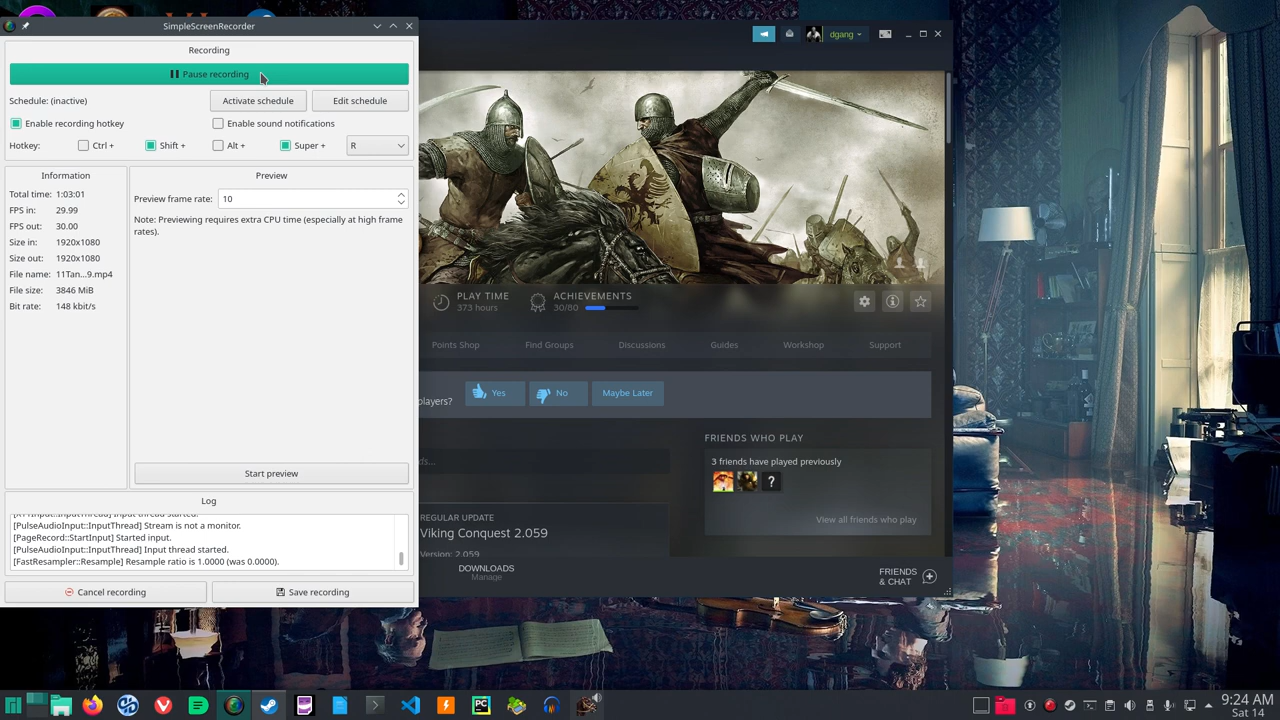 SimpleScreenRecorder
Recording
Pause recording
Schedule: (inactive)
Activate schedule
Edit schedule
Enable recording hotkey
Enable sound notifications
Hotkey:
Ctrl +
Shift +
Alt +
Super +
R
Information
Total time: 1:03:01
FPS in: 29.99
FPS out: 30.00
Size in: 1920x1080
Size out: 1920x1080
File name: 11Tan...9.mp4
File size: 3846 MiB
Bit rate: 148 kbit/s
Preview
Preview frame rate: 10
Note: Previewing requires extra CPU time (especially at high frame
rates).
Start preview
Log
[PulseAudioInput::InputThread] Stream is not a monitor.
[PageRecord::StartInput] Started input.
[PulseAudioInput::InputThread] Input thread started.
[FastResampler::Resample] Resample ratio is 1.0000 (was 0.0000).
Cancel recording
Save recording
dgang
PLAY TIME
373 hours
ACHIEVEMENTS
30/80
Points Shop
Find Groups
Discussions
Guides
Workshop
Support
players?
Yes
No
Maybe Later
FRIENDS WHO PLAY
3 friends have played previously
?
View all friends who play
REGULAR UPDATE
Viking Conquest 2.059
Version: 2.059
DOWNLOADS
Manage
FRIENDS
& CHAT
PC
9:24 AM
Sat 14